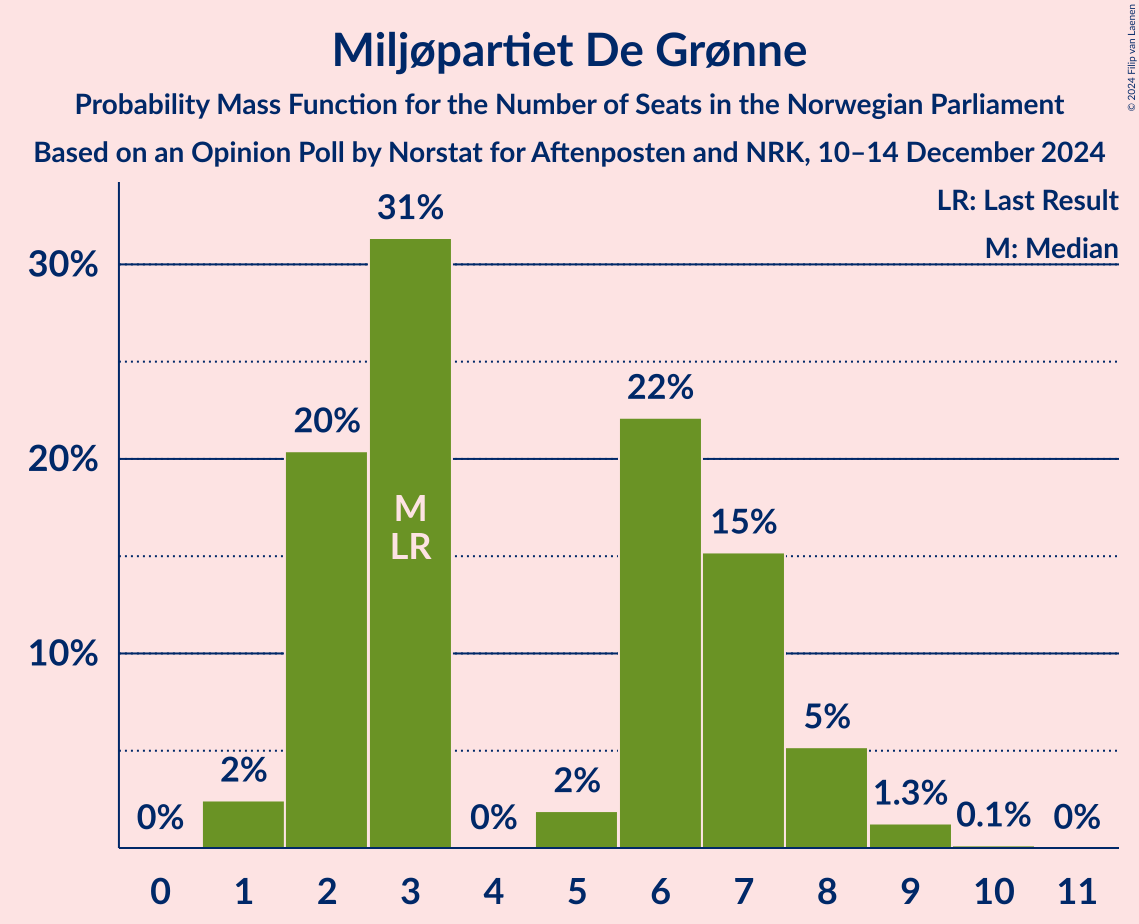 Miljøpartiet De Grønne
Probability Mass Function for the Number of Seats in the Norwegian Parliament
Based on an Opinion Poll by Norstat for Aftenposten and NRK, 10–14 December 2024
© 2024 Filip van Laenen
LR: Last Result
M: Median
30%
20%
10%
0%
2%
20%
31%
M
LR
0%
2%
22%
15%
5%
1.3%
0.1%
0%
0 1 2 3 4 5 6 7 8 9 10 11